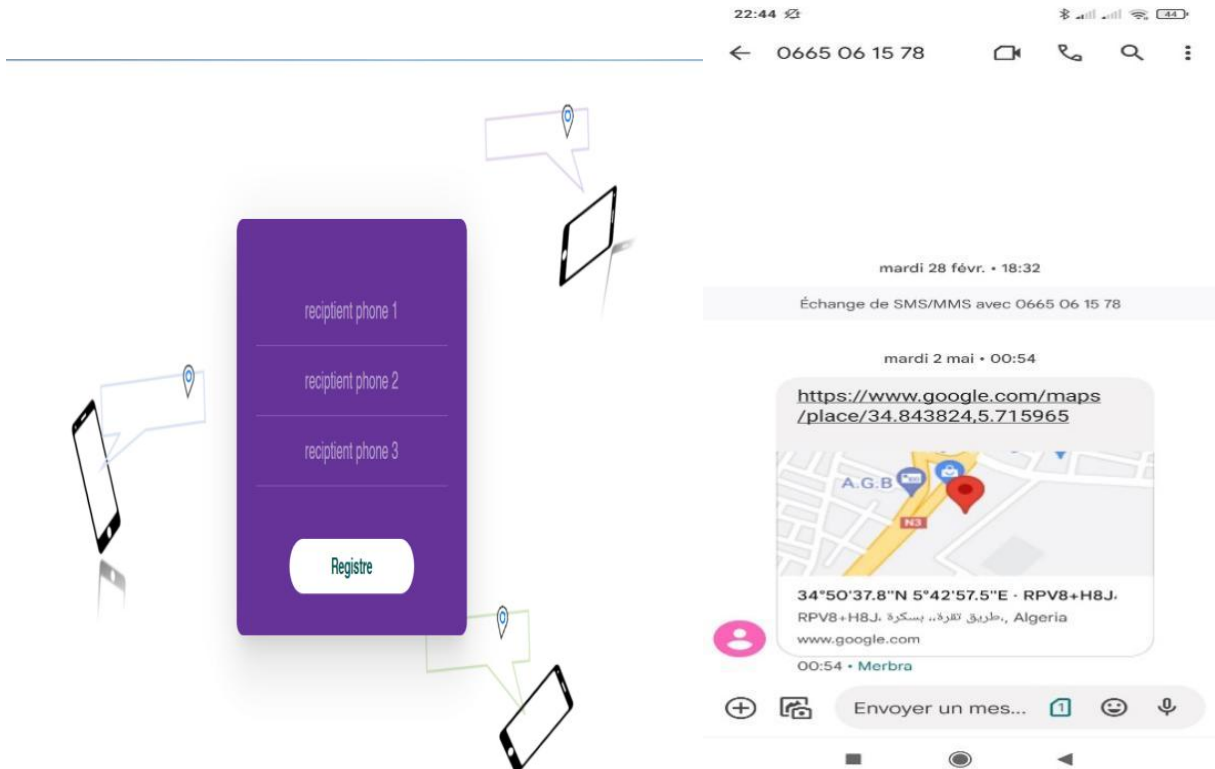 reciptient phone 1
reciptient phone 2
reciptient phone 3
Registre
22:44
44
0665 06 15 78
mardi 28 févr. • 18:32
Échange de SMS/MMS avec 0665 06 15 78
mardi 2 mai • 00:54
https://www.google.com/maps
/place/34.843824,5.715965
A.G.B
N3
34°50'37.8"N 5°42'57.5"E · RPV8+H8J،
RPV8+H8J، طريق تقرة،، بسكرة،, Algeria
www.google.com
00:54 • Merbra
Envoyer un mes...
1